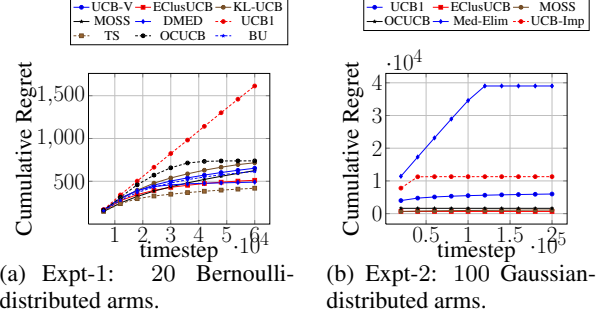 UCB-V EClusUCB KL-UCB
MOSS DMED UCB1
TS OCUCB BU
Cumulative Regret
1,500
1,000
500
1 2 3 4 5 6
timestep
·10^4
(a) Expt-1: 20 Bernoulli-
distributed arms.
UCB1 EClusUCB MOSS
OCUCB Med-Elim UCB-Imp
·10^4
Cumulative Regret
4
3
2
1
0
0.5 1 1.5 2
timestep
·10^5
(b) Expt-2: 100 Gaussian-
distributed arms.